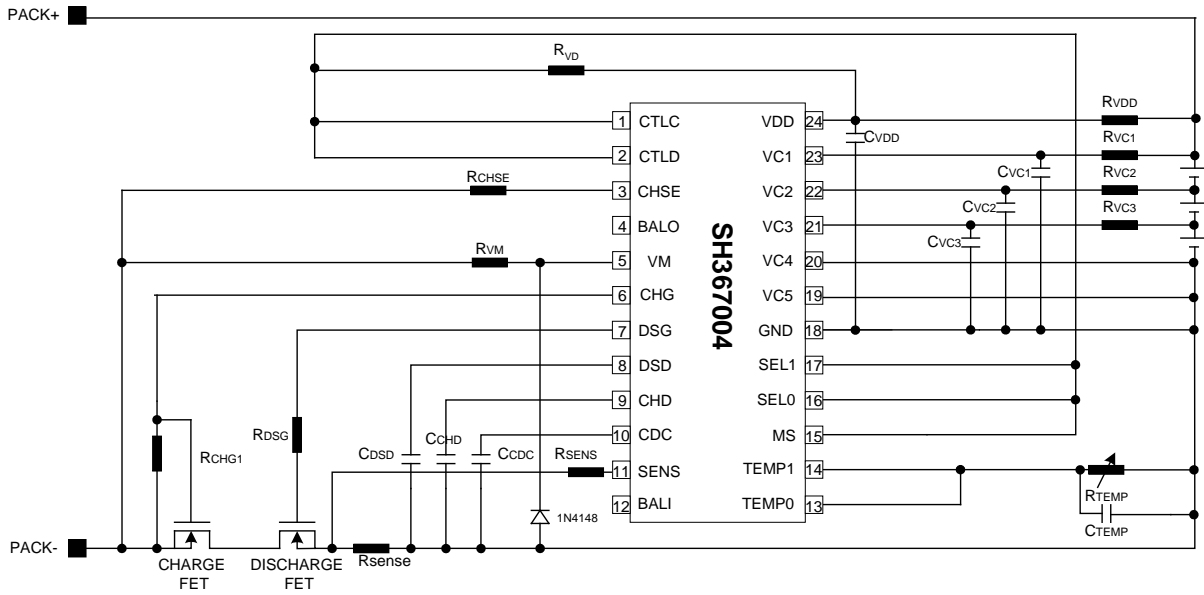 PACK+
RVD
1 CTLC VDD 24
RVDD
CVDD
2 CTLD VC1 23
RVC1
CVC1
RCHSE
3 CHSE VC2 22
RVC2
CVC2
4 BALO VC3 21
RVC3
CVC3
SH367004
RVM
5 VM VC4 20
6 CHG VC5 19
7 DSG GND 18
8 DSD SEL1 17
9 CHD SEL0 16
10 CDC MS 15
RCHG1
RDSG
CDSD
CCHD
CCDC
RSENS
11 SENS TEMP1 14
RTEMP
12 BALI TEMP0 13
CTEMP
1N4148
PACK-
CHARGE
FET
DISCHARGE
FET
Rsense